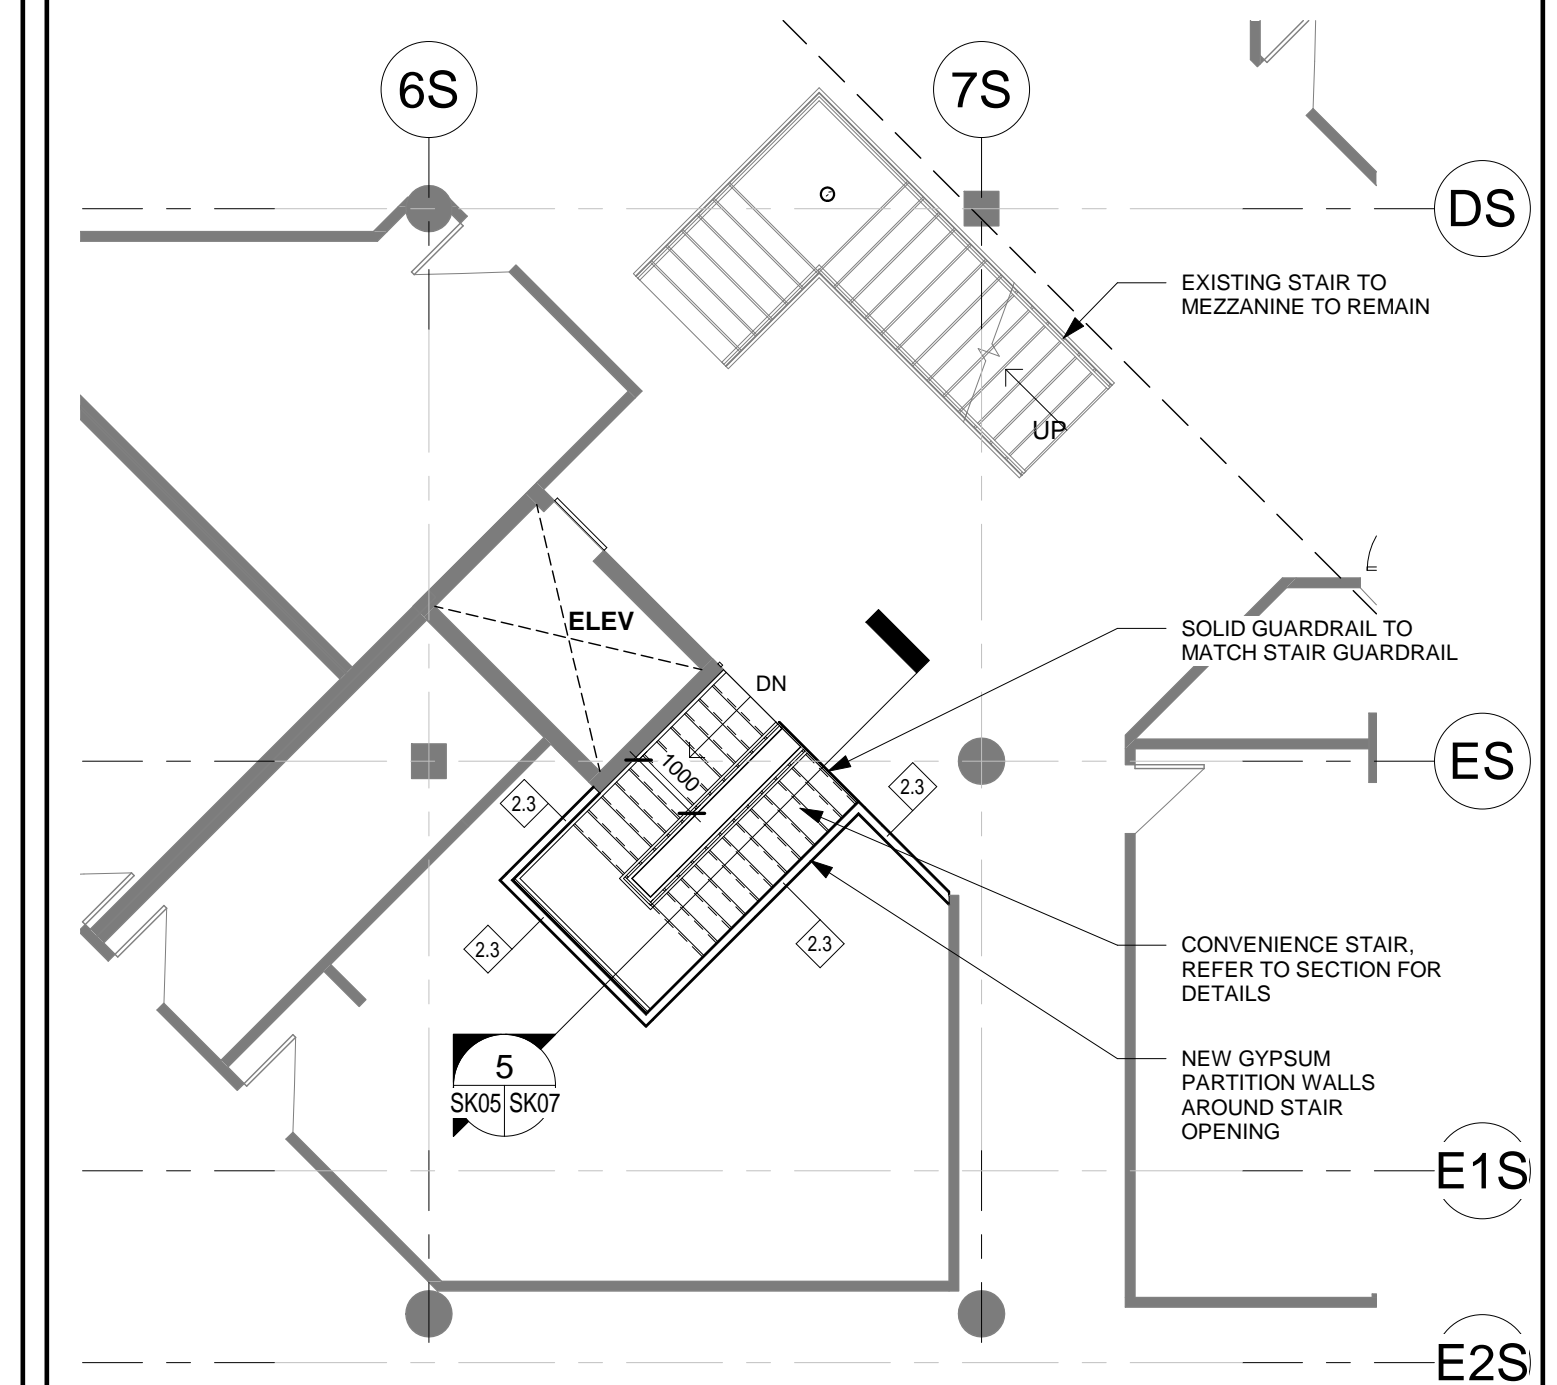 6S
7S
DS
EXISTING STAIR TO
MEZZANINE TO REMAIN
UP
ELEV
SOLID GUARDRAIL TO
MATCH STAIR GUARDRAIL
DN
ES
1000
2.3
2.3
2.3
2.3
CONVENIENCE STAIR,
REFER TO SECTION FOR
DETAILS
NEW GYPSUM
PARTITION WALLS
AROUND STAIR
OPENING
5
SK05 SK07
E1S
E2S